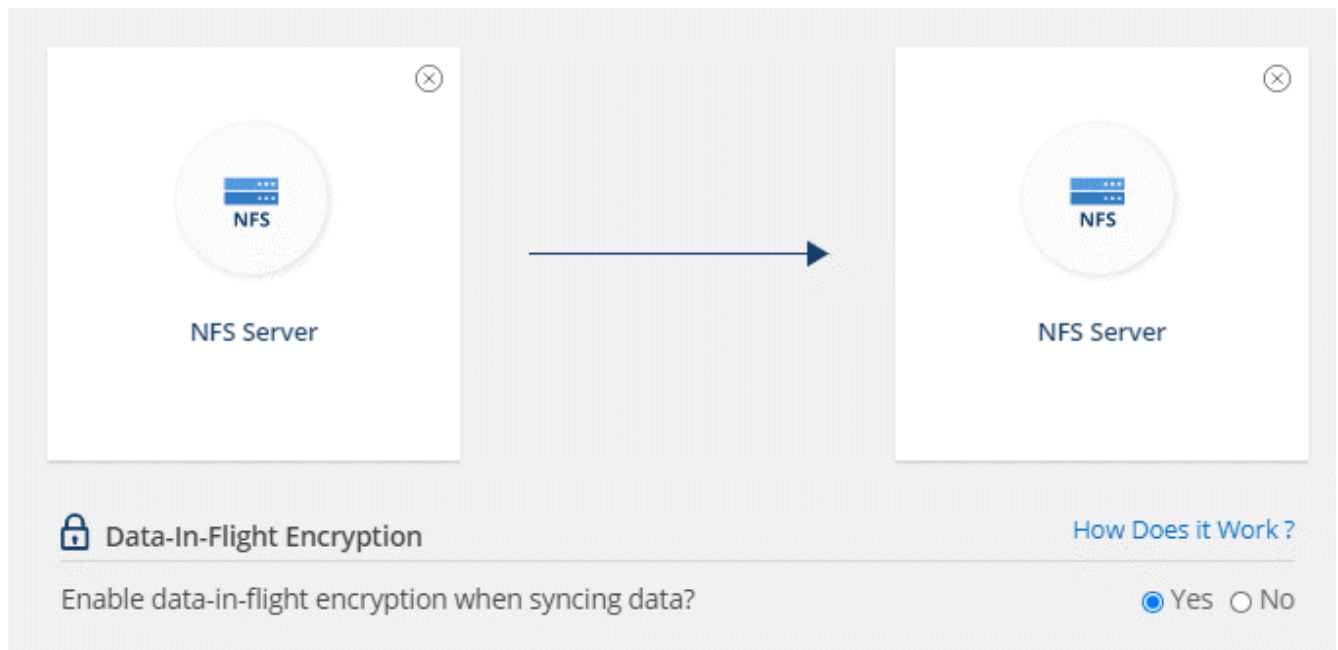 NFS
NFS Server
NFS
NFS Server
Data-In-Flight Encryption
How Does it Work ?
Enable data-in-flight encryption when syncing data?
Yes
No